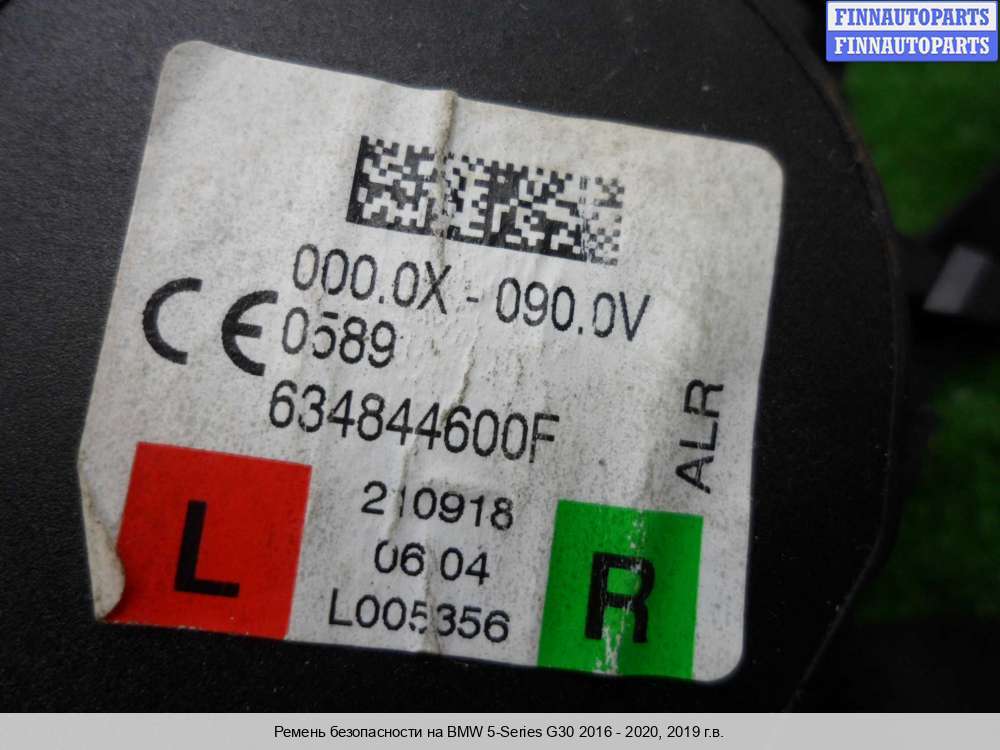 FINNAUTOPARTS
FINNAUTOPARTS
000.0X - 090.0V
CE 0589
634844600F
ALR
210918
L
06 04
R
L005356
Ремень безопасности на BMW 5-Series G30 2016 - 2020, 2019 г.в.